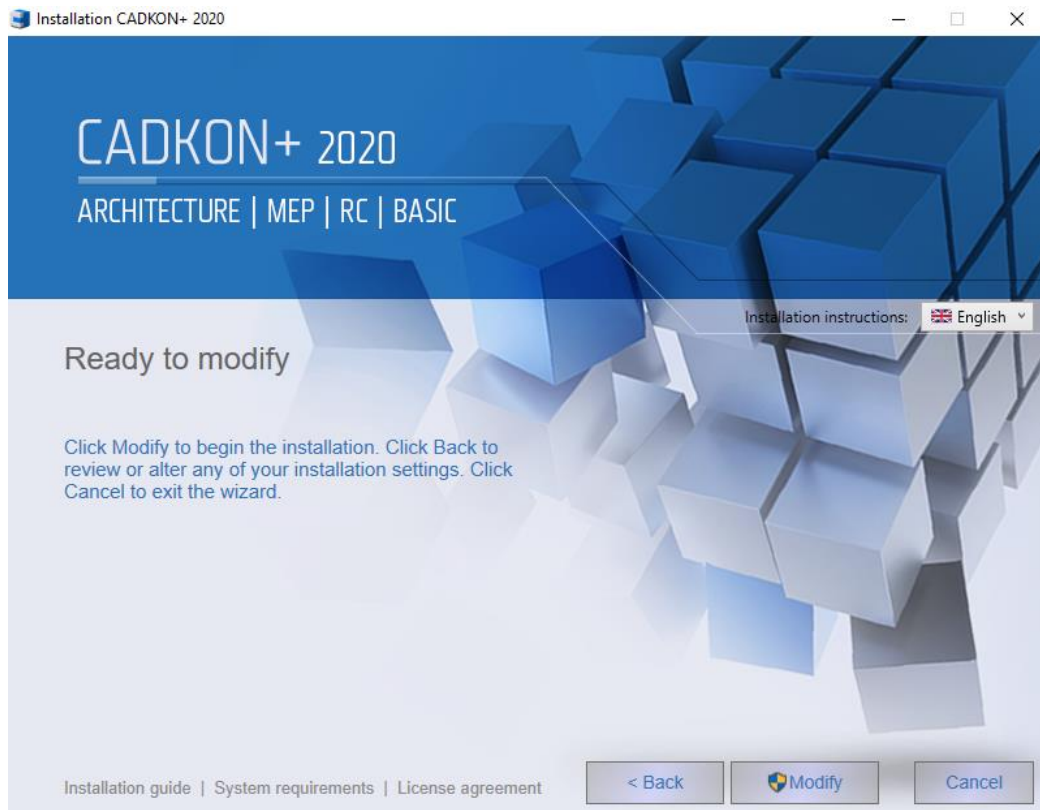 Installation CADKON+ 2020
CADKON+ 2020
ARCHITECTURE | MEP | RC | BASIC
Installation instructions: English
Ready to modify
Click Modify to begin the installation. Click Back to
review or alter any of your installation settings. Click
Cancel to exit the wizard.
Installation guide | System requirements | License agreement
< Back Modify Cancel